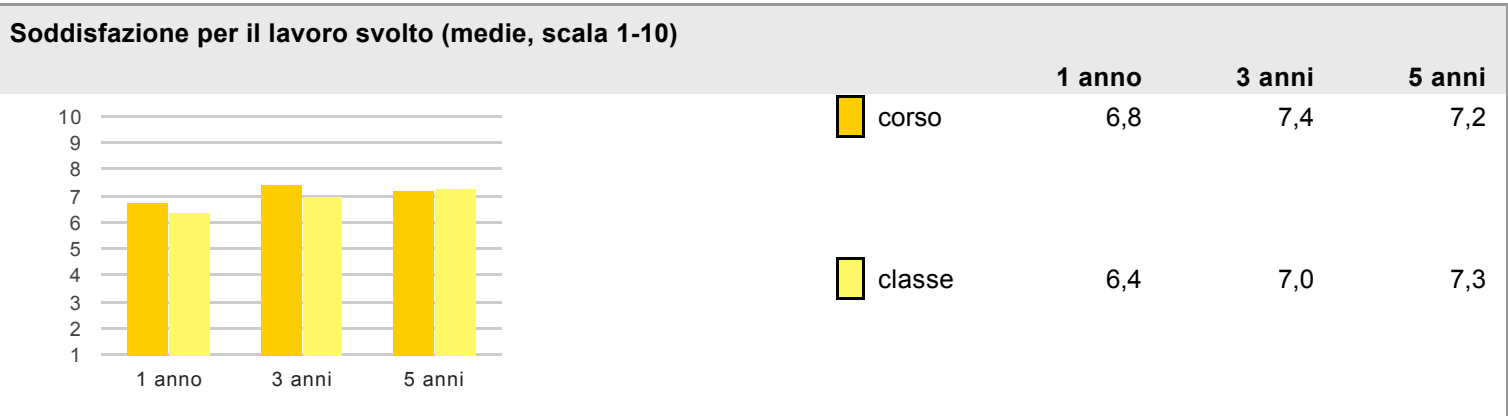 Soddisfazione per il lavoro svolto (medie, scala 1-10)
1 anno 3 anni 5 anni
corso 6,8 7,4 7,2
classe 6,4 7,0 7,3
10
9
8
7
6
5
4
3
2
1
1 anno 3 anni 5 anni